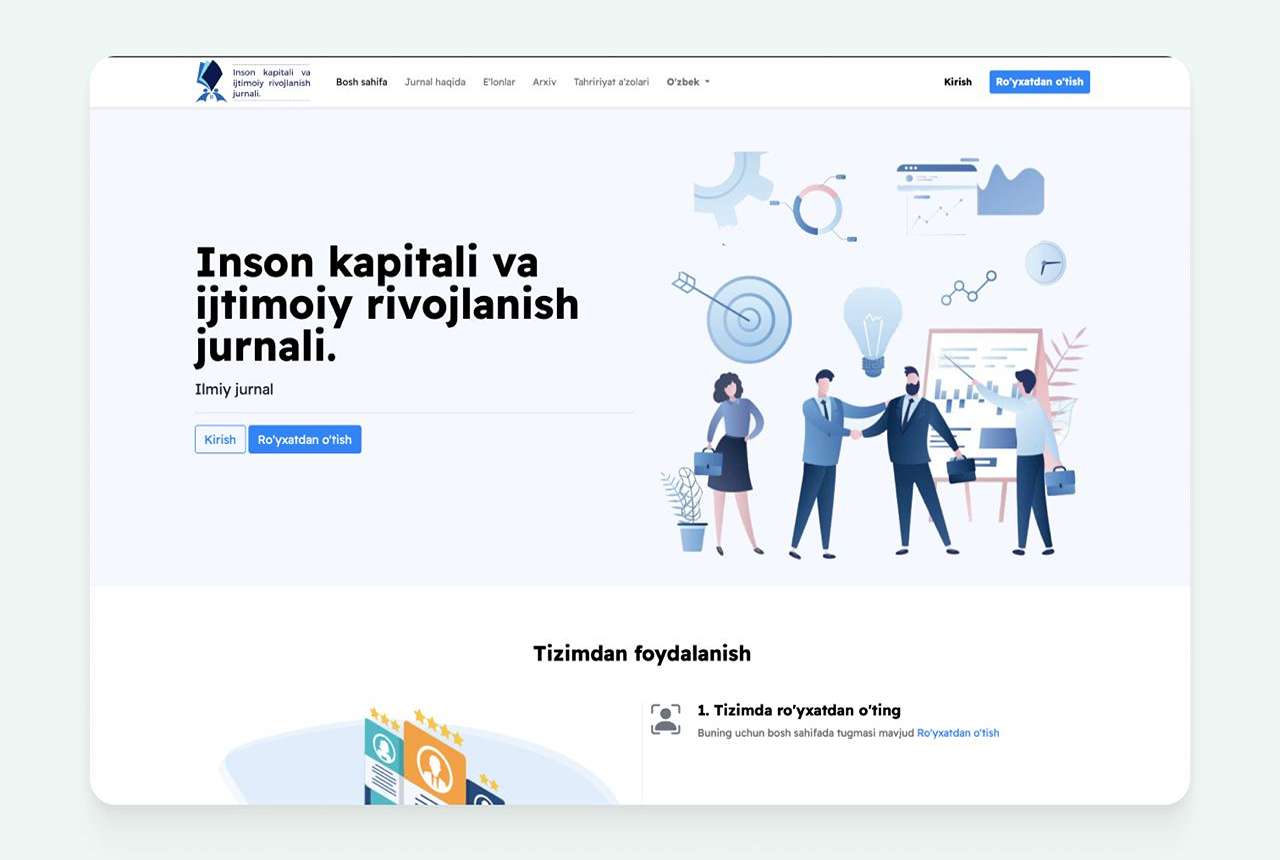 Inson kapitali va
ijtimoiy rivojlanish
jurnali.
Bosh sahifa
Jurnal haqida
E'lonlar
Arxiv
Tahririyat a'zolari
O'zbek
Kirish
Ro'yxatdan o'tish
Inson kapitali va
ijtimoiy rivojlanish
jurnali.
Ilmiy jurnal
Kirish
Ro'yxatdan o'tish
Tizimdan foydalanish
1. Tizimda ro'yxatdan o'ting
Buning uchun bosh sahifada tugmasi mavjud Ro'yxatdan o'tish